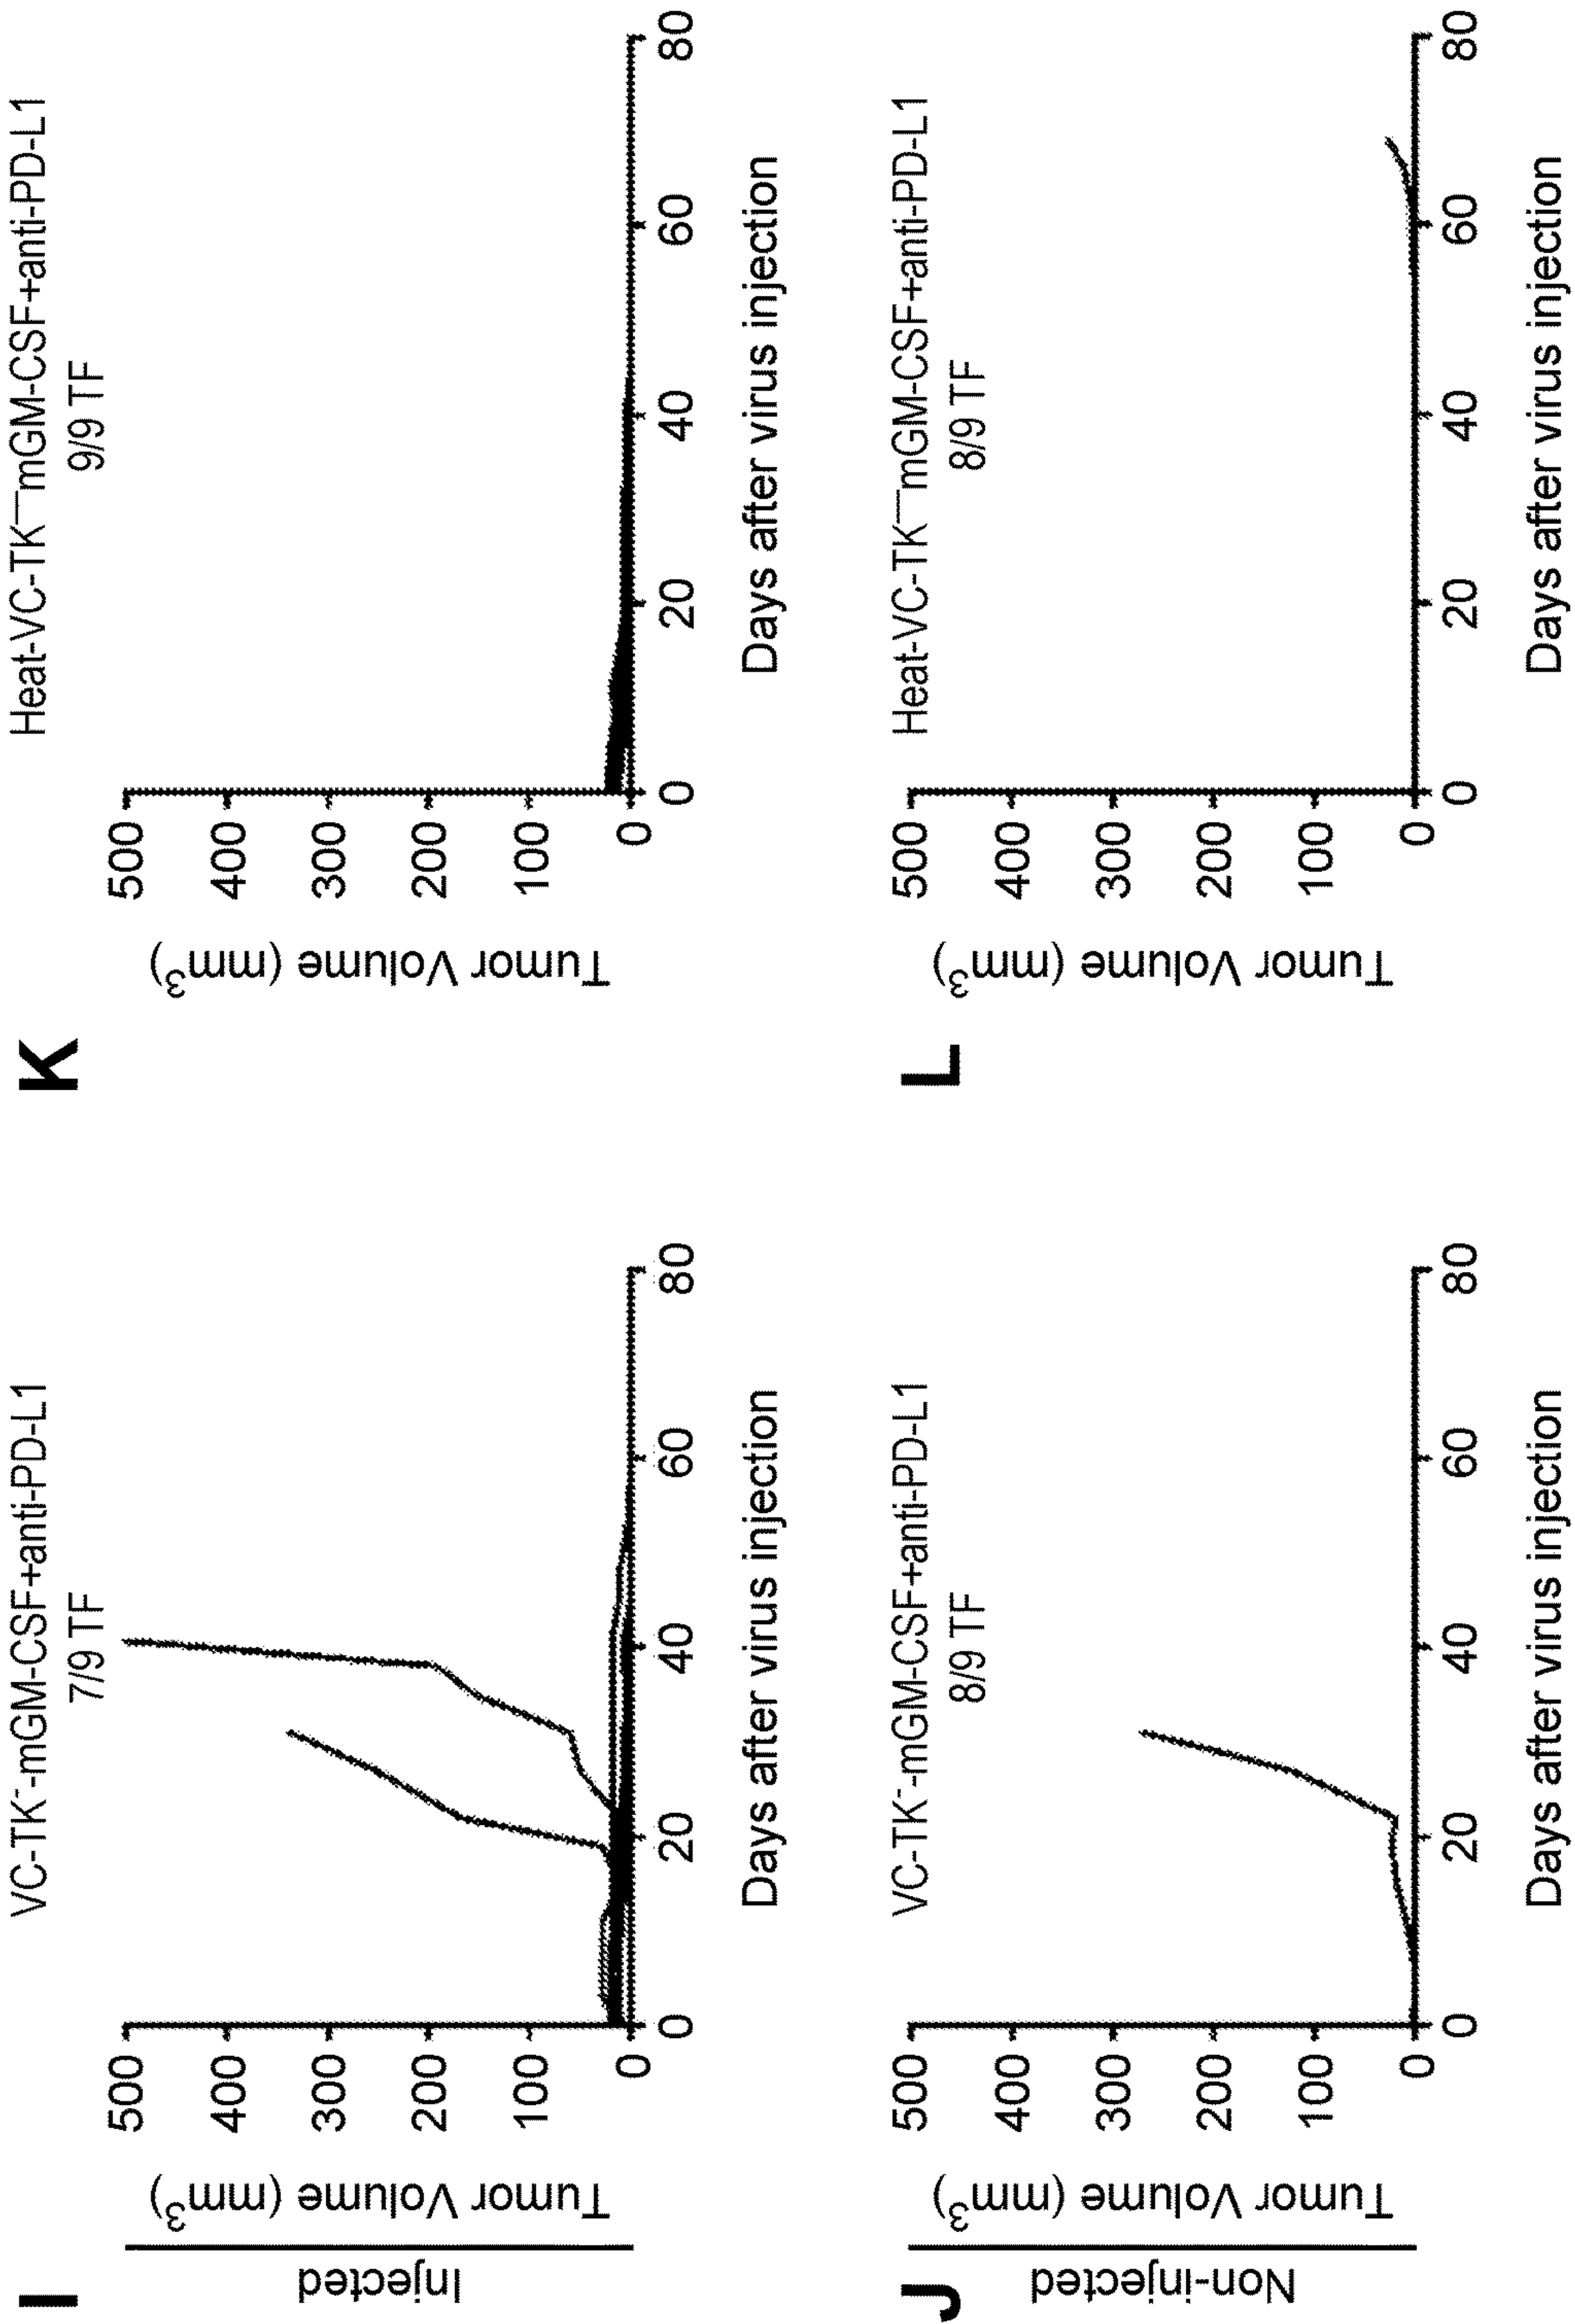 I
Injected
VC-TK⁻-mGM-CSF+anti-PD-L1
7/9 TF
Tumor Volume (mm³)
500
400
300
200
100
0
0 20 40 60 80
Days after virus injection
K
Heat-VC-TK⁻⁻mGM-CSF+anti-PD-L1
9/9 TF
Tumor Volume (mm³)
500
400
300
200
100
0
0 20 40 60 80
Days after virus injection
J
Non-injected
VC-TK⁻-mGM-CSF+anti-PD-L1
8/9 TF
Tumor Volume (mm³)
500
400
300
200
100
0
0 20 40 60 80
Days after virus injection
L
Heat-VC-TK⁻⁻mGM-CSF+anti-PD-L1
8/9 TF
Tumor Volume (mm³)
500
400
300
200
100
0
0 20 40 60 80
Days after virus injection